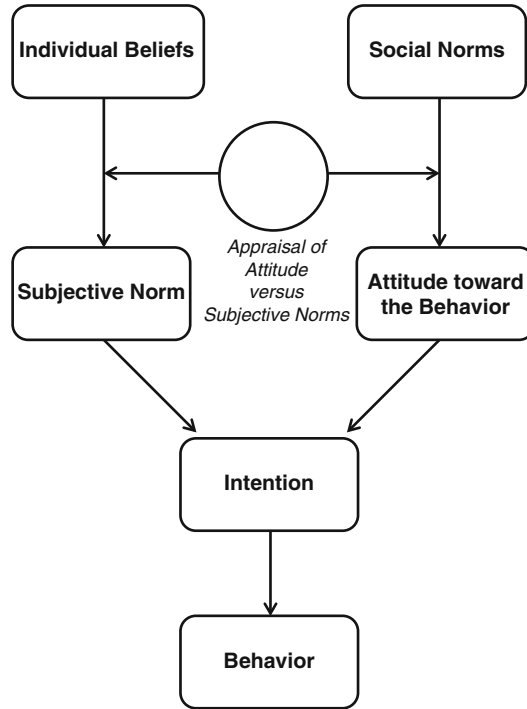 Individual Beliefs
Social Norms
Appraisal of
Attitude
versus
Subjective Norms
Subjective Norm
Attitude toward
the Behavior
Intention
Behavior